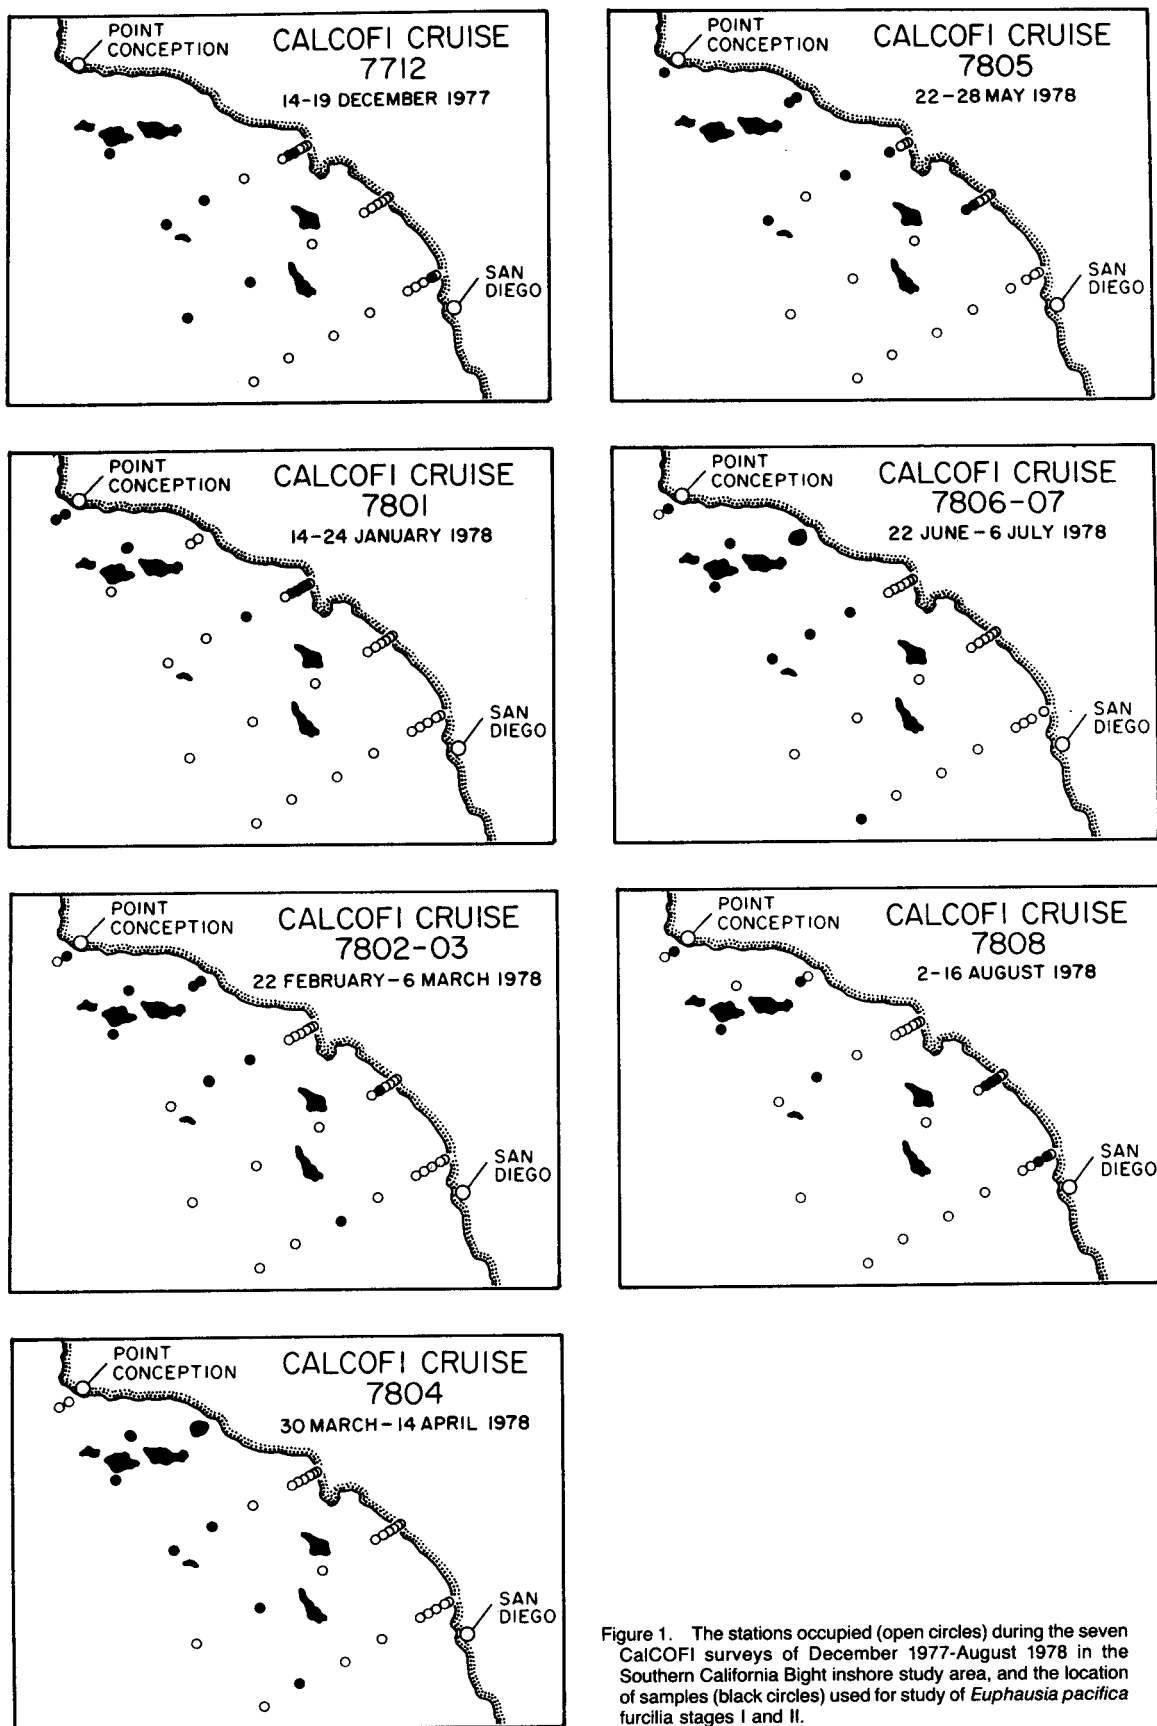 POINT
CONCEPTION
CALCOFI CRUISE
7712
14-19 DECEMBER 1977
SAN
DIEGO
POINT
CONCEPTION
CALCOFI CRUISE
7805
22-28 MAY 1978
SAN
DIEGO
POINT
CONCEPTION
CALCOFI CRUISE
7801
14-24 JANUARY 1978
SAN
DIEGO
POINT
CONCEPTION
CALCOFI CRUISE
7806-07
22 JUNE-6 JULY 1978
SAN
DIEGO
POINT
CONCEPTION
CALCOFI CRUISE
7802-03
22 FEBRUARY-6 MARCH 1978
SAN
DIEGO
POINT
CONCEPTION
CALCOFI CRUISE
7808
2-16 AUGUST 1978
SAN
DIEGO
POINT
CONCEPTION
CALCOFI CRUISE
7804
30 MARCH-14 APRIL 1978
SAN
DIEGO
Figure 1. The stations occupied (open circles) during the seven
CalCOFI surveys of December 1977-August 1978 in the
Southern California Bight inshore study area, and the location
of samples (black circles) used for study of Euphausia pacifica
furcilia stages I and II.